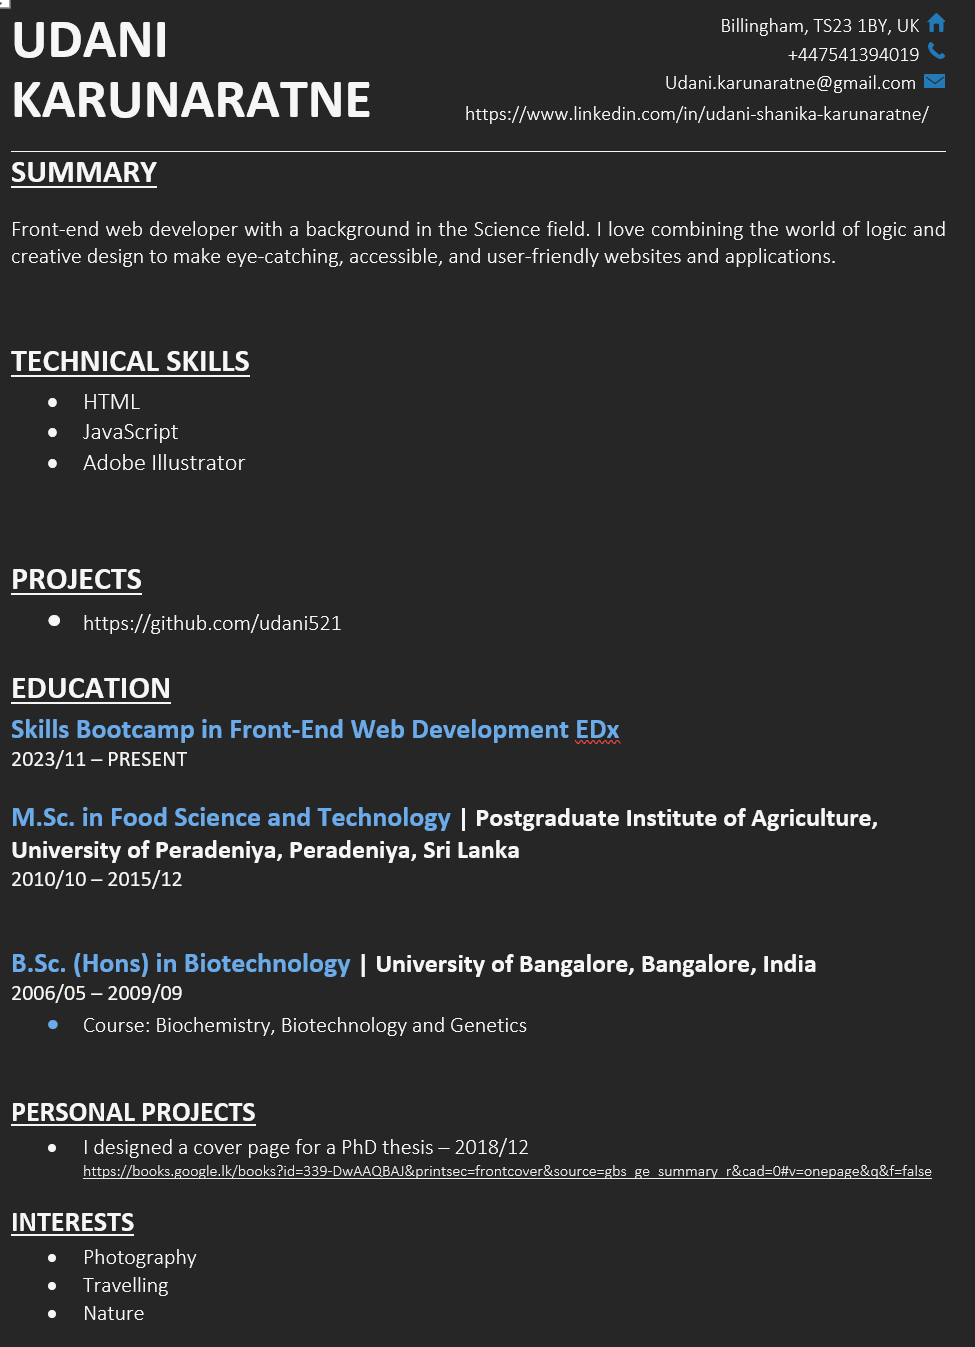 UDANI
KARUNARATNE
Billingham, TS23 1BY, UK
+447541394019
Udani.karunaratne@gmail.com
https://www.linkedin.com/in/udani-shanika-karunaratne/
SUMMARY
Front-end web developer with a background in the Science field. I love combining the world of logic and
creative design to make eye-catching, accessible, and user-friendly websites and applications.
TECHNICAL SKILLS
• HTML
• JavaScript
• Adobe Illustrator
PROJECTS
• https://github.com/udani521
EDUCATION
Skills Bootcamp in Front-End Web Development EDx
2023/11 – PRESENT
M.Sc. in Food Science and Technology | Postgraduate Institute of Agriculture,
University of Peradeniya, Peradeniya, Sri Lanka
2010/10 – 2015/12
B.Sc. (Hons) in Biotechnology | University of Bangalore, Bangalore, India
2006/05 – 2009/09
• Course: Biochemistry, Biotechnology and Genetics
PERSONAL PROJECTS
• I designed a cover page for a PhD thesis – 2018/12
https://books.google.lk/books?id=339-DwAAQBAJ&printsec=frontcover&source=gbs_ge_summary_r&cad=0#v=onepage&q&f=false
INTERESTS
• Photography
• Travelling
• Nature